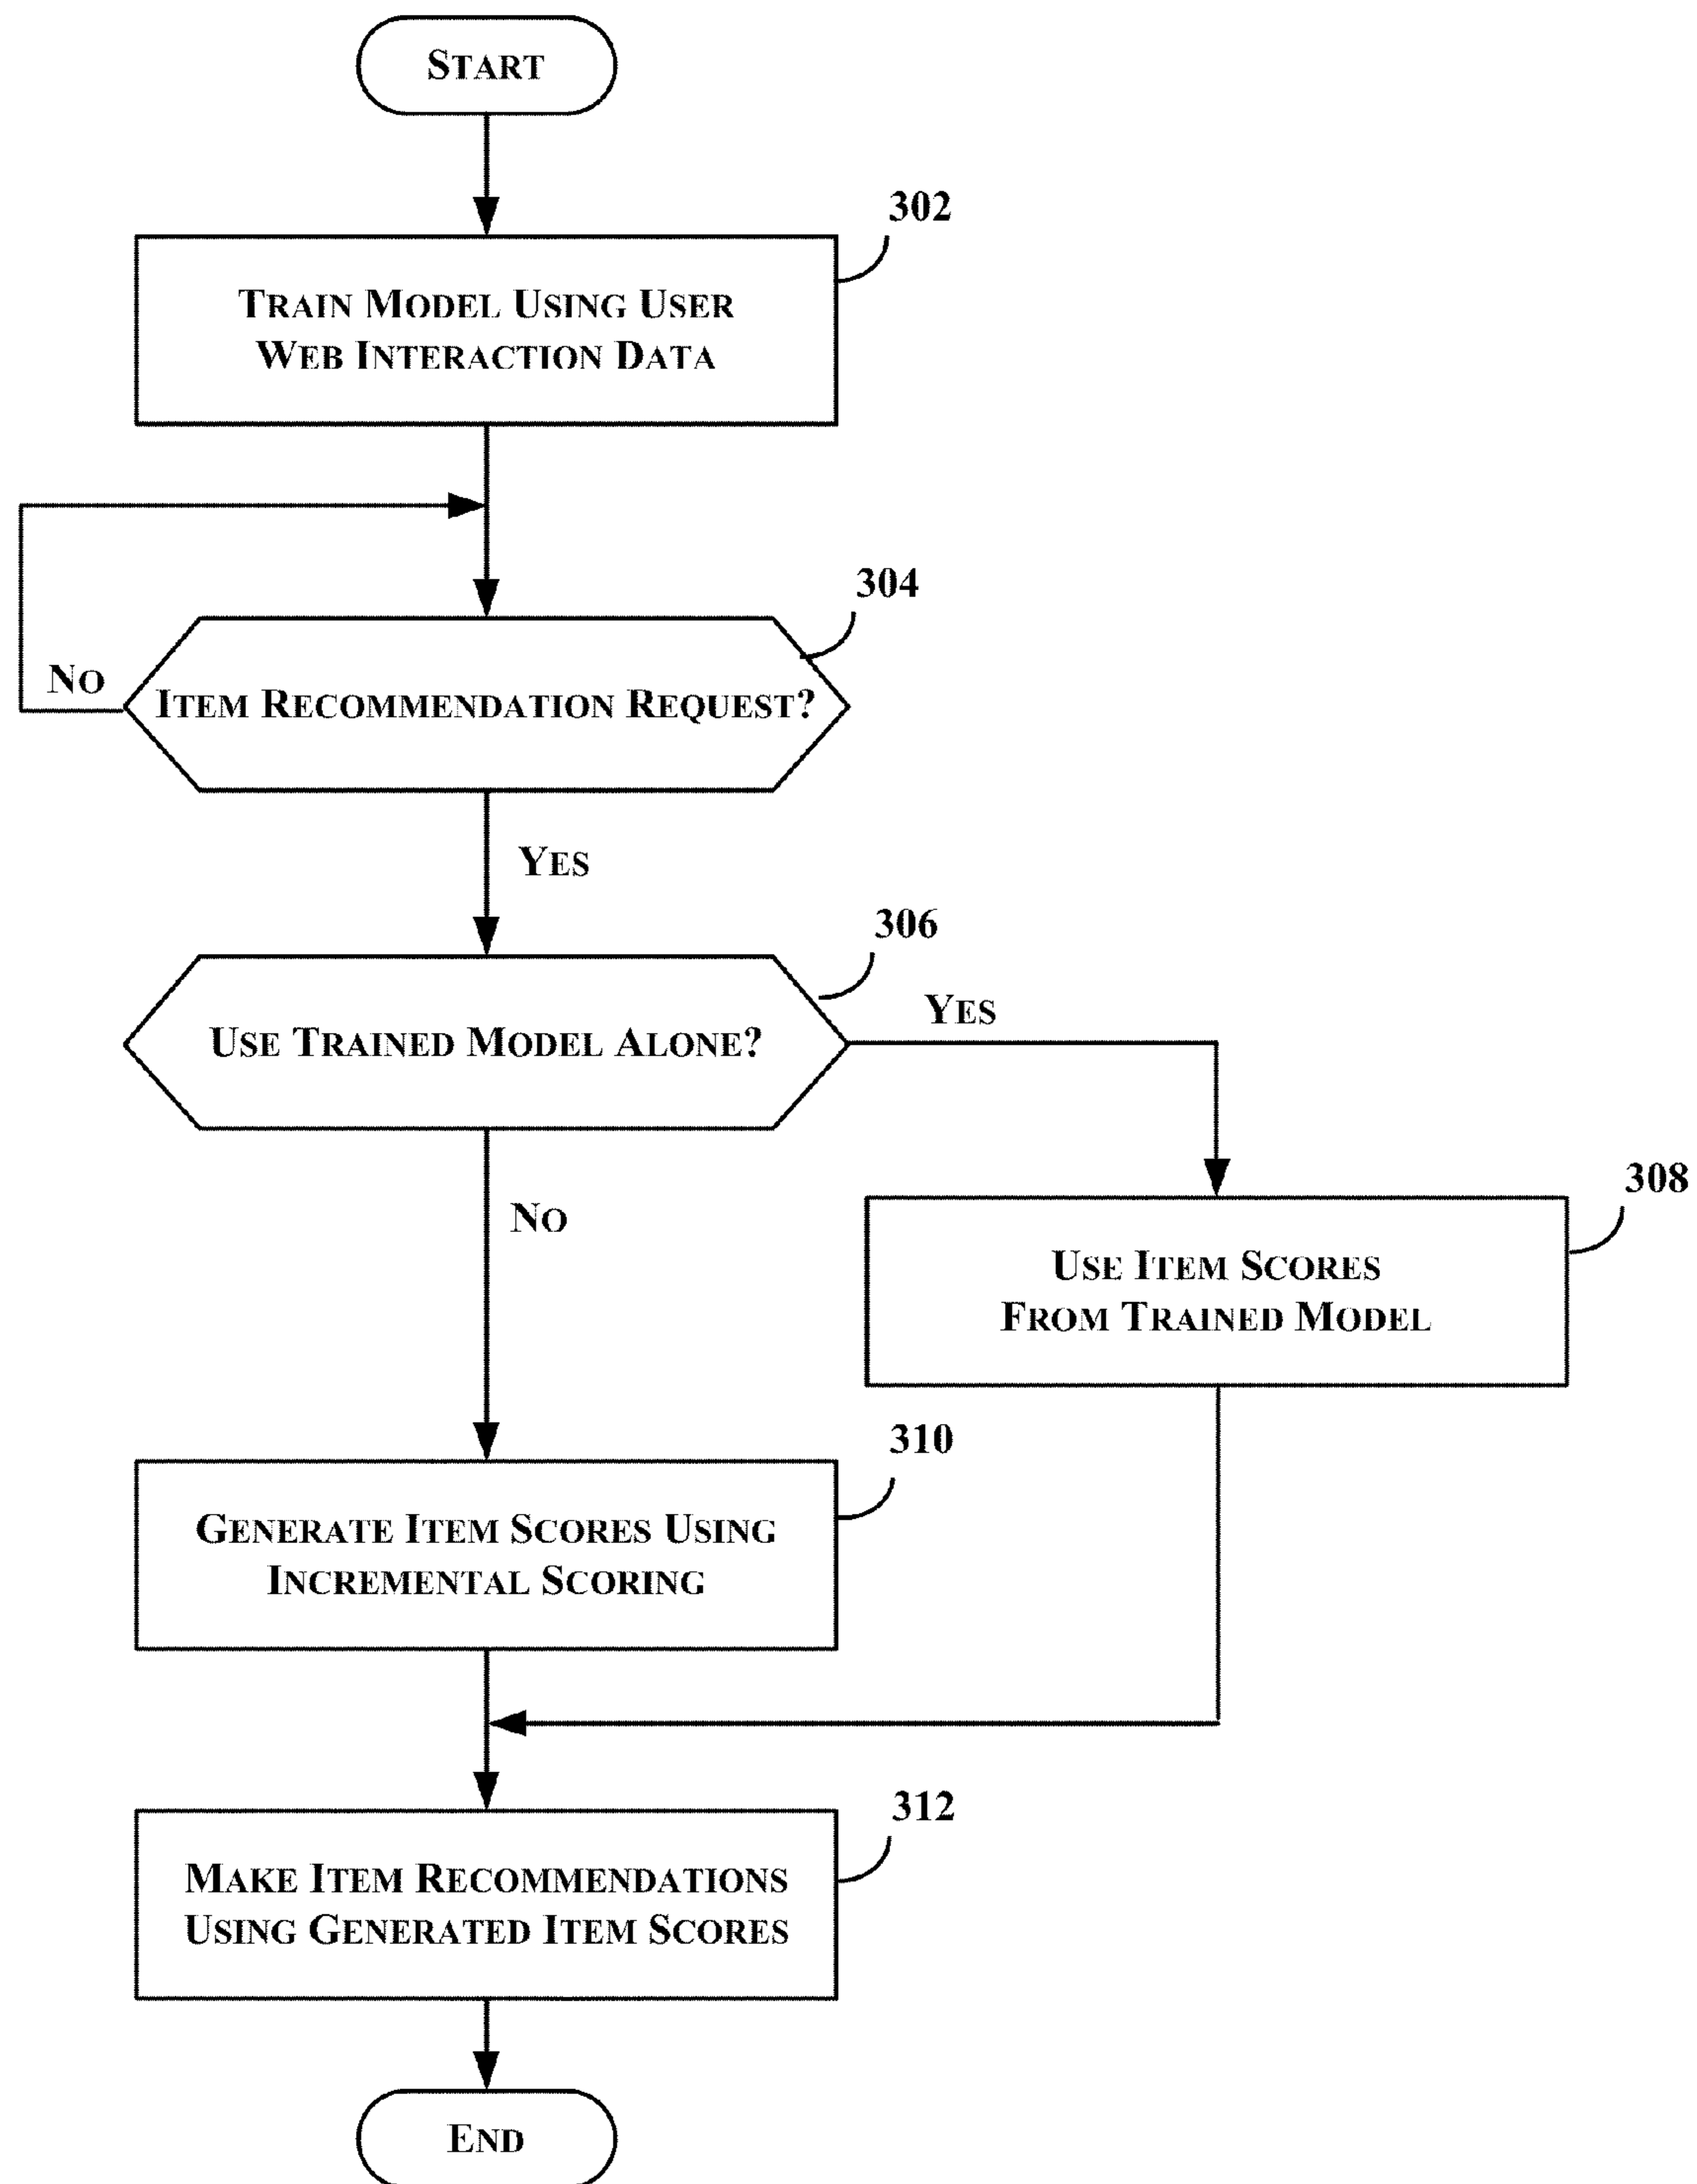 START
302
TRAIN MODEL USING USER
WEB INTERACTION DATA
304
NO
ITEM RECOMMENDATION REQUEST?
YES
306
USE TRAINED MODEL ALONE?
YES
308
NO
USE ITEM SCORES
FROM TRAINED MODEL
310
GENERATE ITEM SCORES USING
INCREMENTAL SCORING
312
MAKE ITEM RECOMMENDATIONS
USING GENERATED ITEM SCORES
END